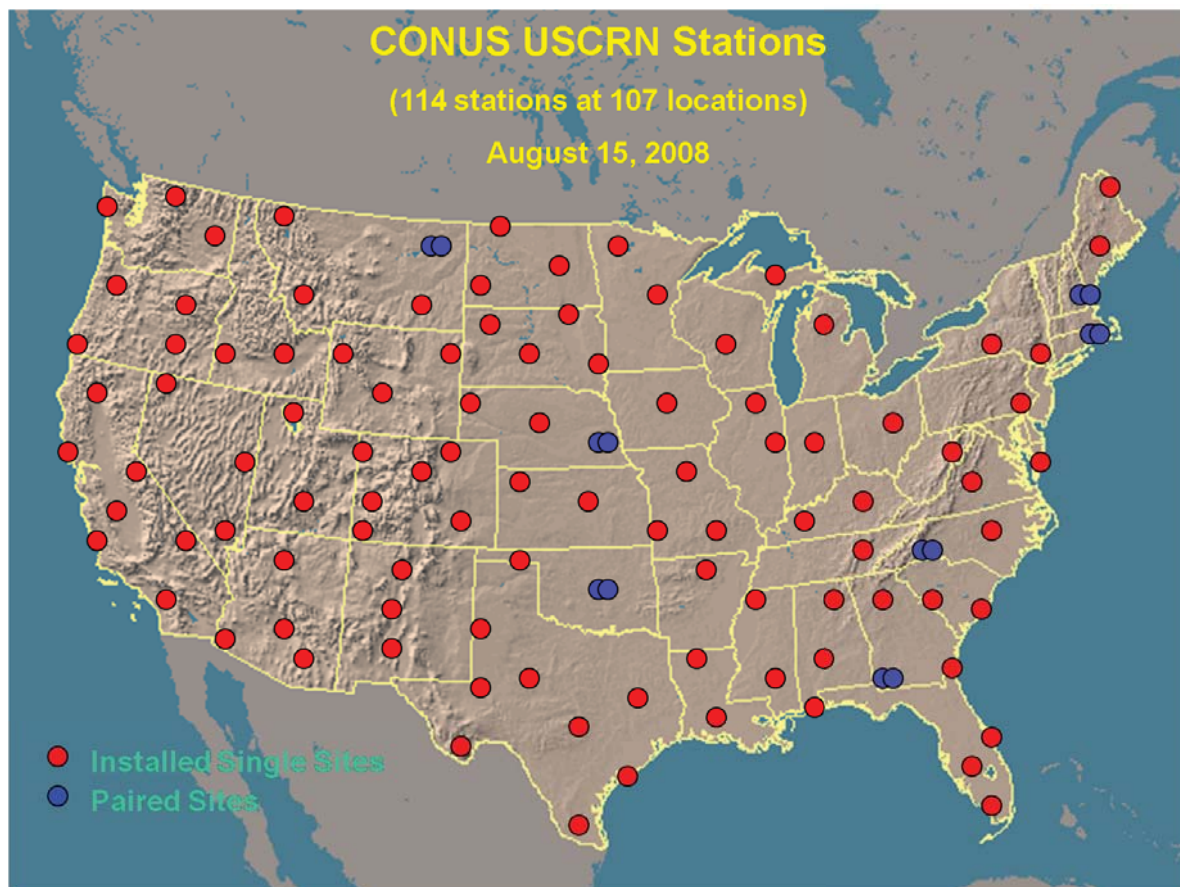 CONUS USCRN Stations
(114 stations at 107 locations)
August 15, 2008
Installed Single Sites
Paired Sites